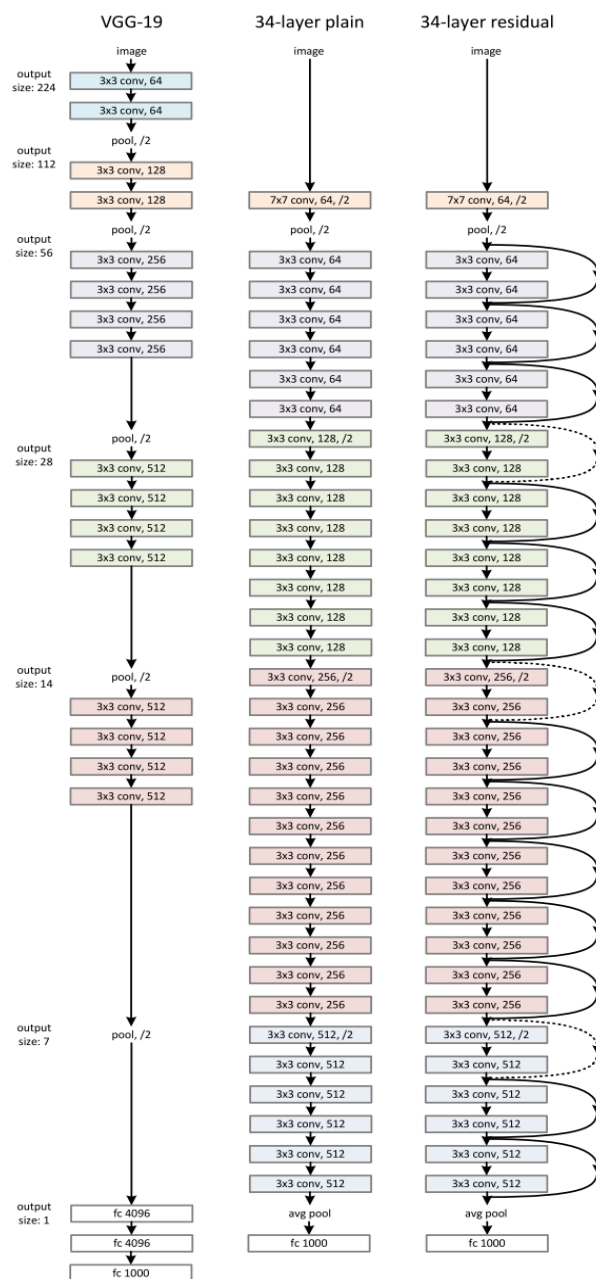 VGG-19
34-layer plain
34-layer residual
output
size: 224
output
size: 112
output
size: 56
output
size: 28
output
size: 14
output
size: 7
output
size: 1
image
3x3 conv, 64
3x3 conv, 64
pool, /2
3x3 conv, 128
3x3 conv, 128
pool, /2
3x3 conv, 256
3x3 conv, 256
3x3 conv, 256
3x3 conv, 256
pool, /2
3x3 conv, 512
3x3 conv, 512
3x3 conv, 512
3x3 conv, 512
pool, /2
3x3 conv, 512
3x3 conv, 512
3x3 conv, 512
3x3 conv, 512
pool, /2
fc 4096
fc 4096
fc 1000
image
7x7 conv, 64, /2
pool, /2
3x3 conv, 64
3x3 conv, 64
3x3 conv, 64
3x3 conv, 64
3x3 conv, 64
3x3 conv, 64
3x3 conv, 128, /2
3x3 conv, 128
3x3 conv, 128
3x3 conv, 128
3x3 conv, 128
3x3 conv, 128
3x3 conv, 128
3x3 conv, 128
3x3 conv, 256, /2
3x3 conv, 256
3x3 conv, 256
3x3 conv, 256
3x3 conv, 256
3x3 conv, 256
3x3 conv, 256
3x3 conv, 256
3x3 conv, 256
3x3 conv, 256
3x3 conv, 256
3x3 conv, 256
3x3 conv, 512, /2
3x3 conv, 512
3x3 conv, 512
3x3 conv, 512
3x3 conv, 512
3x3 conv, 512
avg pool
fc 1000
image
7x7 conv, 64, /2
pool, /2
3x3 conv, 64
3x3 conv, 64
3x3 conv, 64
3x3 conv, 64
3x3 conv, 64
3x3 conv, 64
3x3 conv, 128, /2
3x3 conv, 128
3x3 conv, 128
3x3 conv, 128
3x3 conv, 128
3x3 conv, 128
3x3 conv, 128
3x3 conv, 128
3x3 conv, 256, /2
3x3 conv, 256
3x3 conv, 256
3x3 conv, 256
3x3 conv, 256
3x3 conv, 256
3x3 conv, 256
3x3 conv, 256
3x3 conv, 256
3x3 conv, 256
3x3 conv, 256
3x3 conv, 256
3x3 conv, 512, /2
3x3 conv, 512
3x3 conv, 512
3x3 conv, 512
3x3 conv, 512
3x3 conv, 512
avg pool
fc 1000